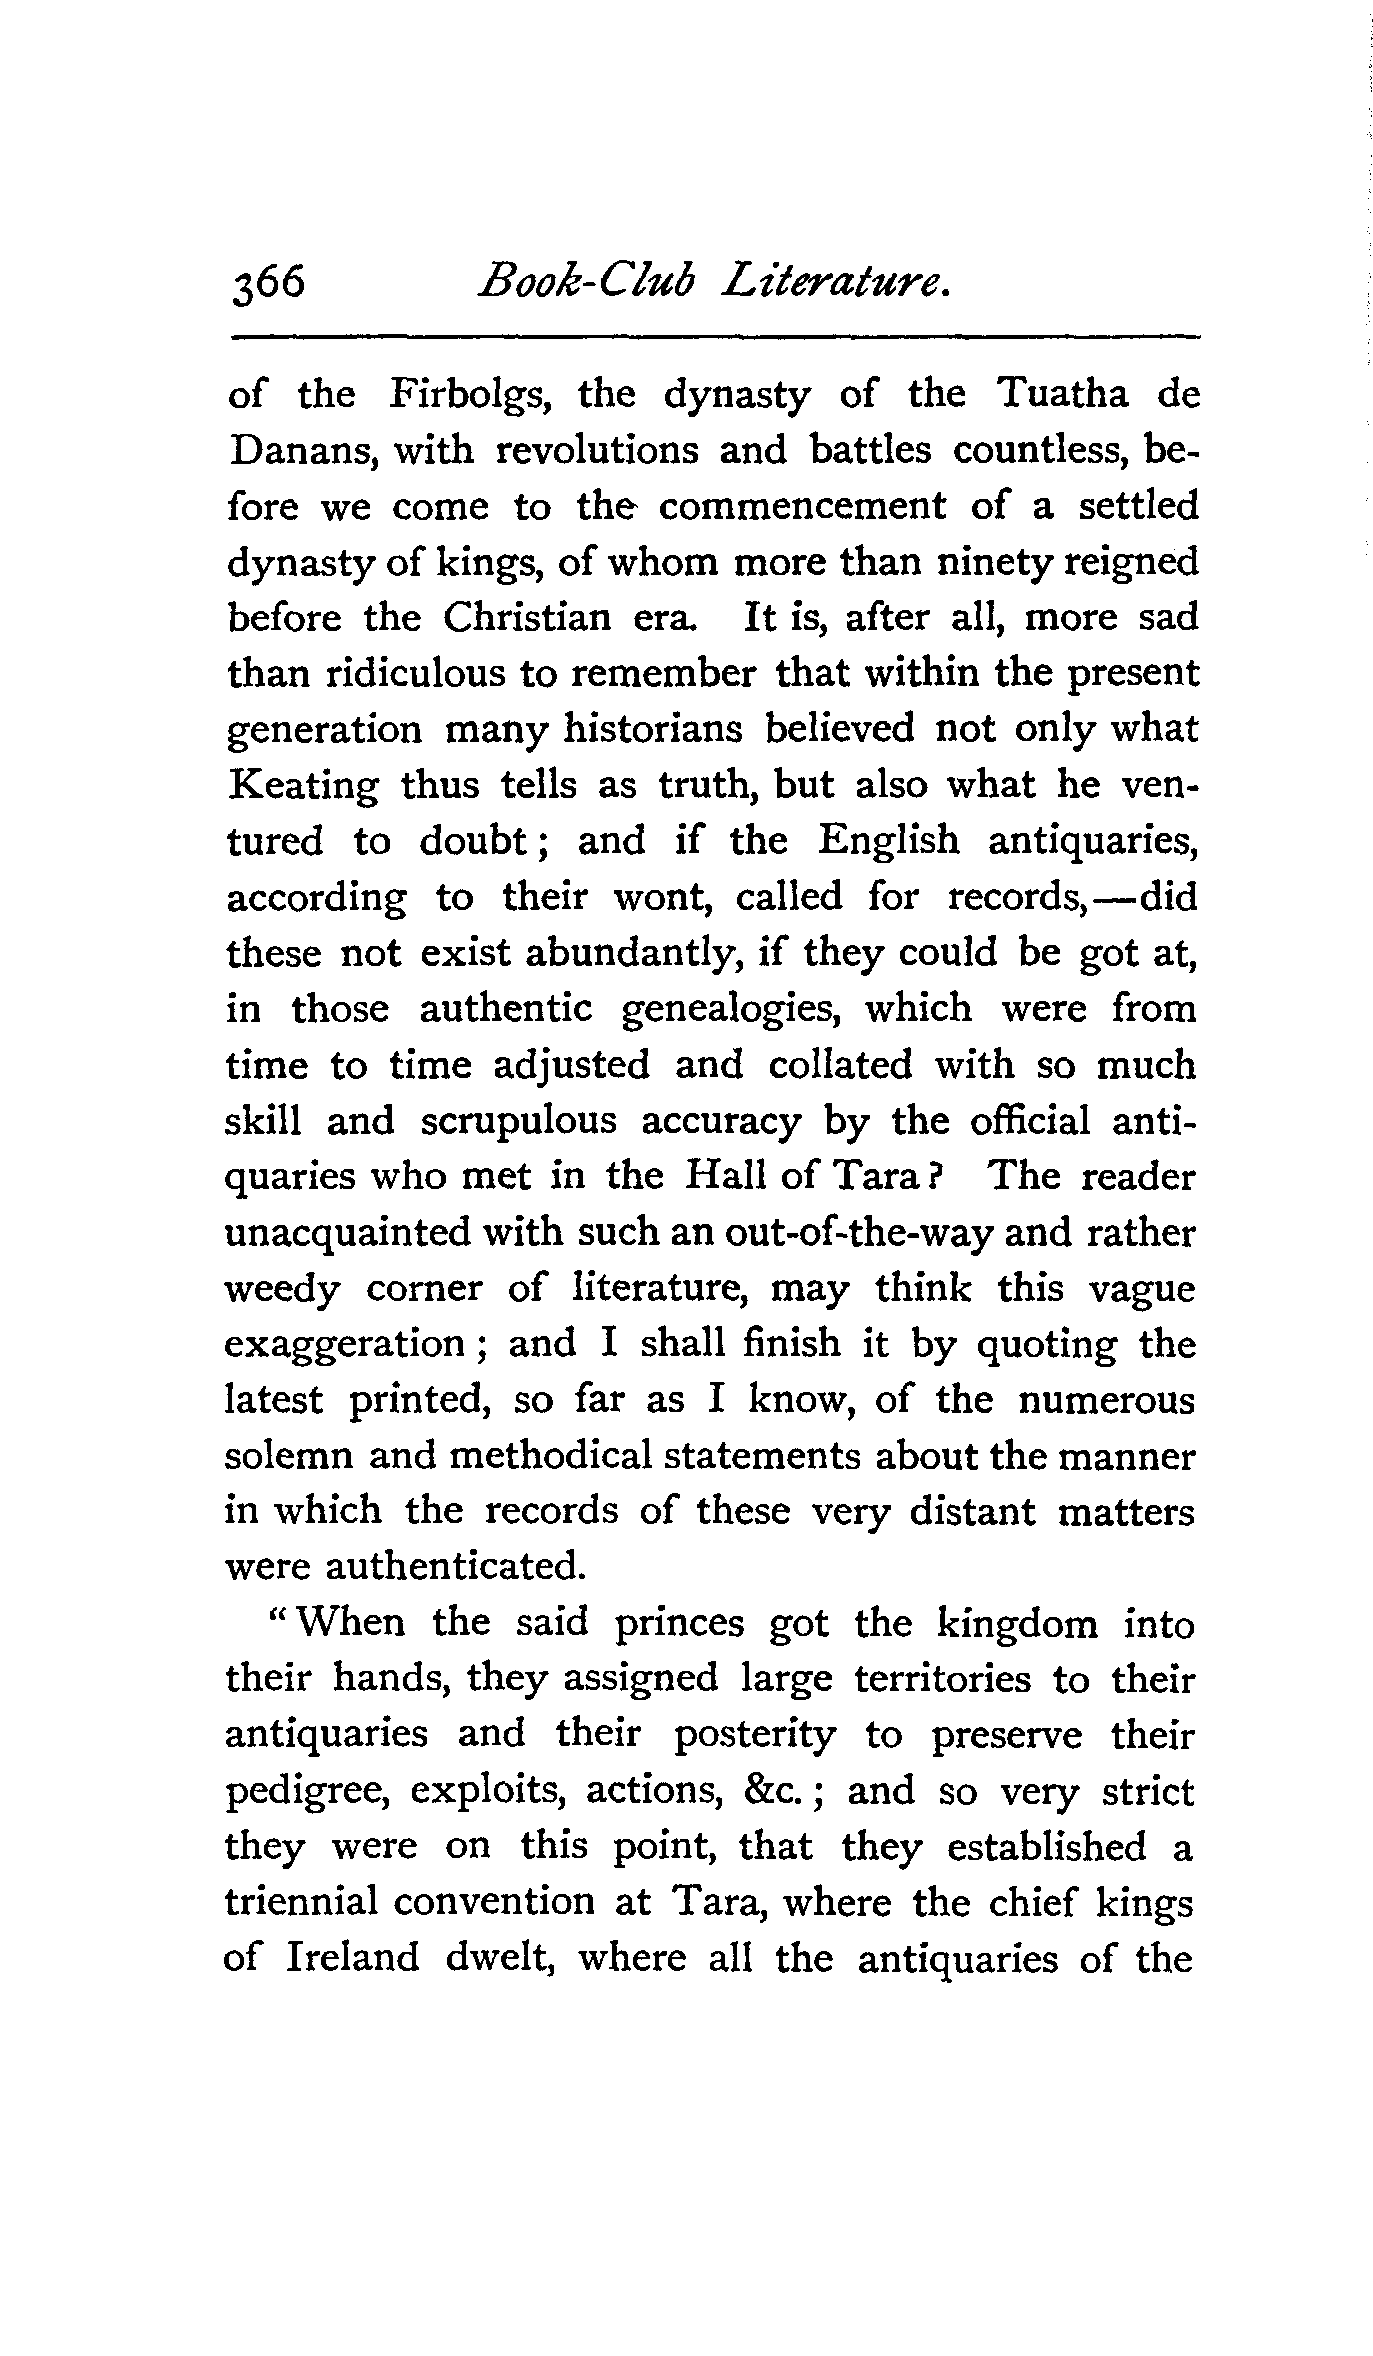 366 Book-Club Literature.
of the Firbolgs, the dynasty of the Tuatha de
Danans, with revolutions and battles countless, be-
fore we come to the commencement of a settled
dynasty of kings, of whom more than ninety reigned
before the Christian era. It is, after all, more sad
than ridiculous to remember that within the present
generation many historians believed not only what
Keating thus tells as truth, but also what he ven-
tured to doubt; and if the English antiquaries,
according to their wont, called for records,—did
these not exist abundantly, if they could be got at,
in those authentic genealogies, which were from
time to time adjusted and collated with so much
skill and scrupulous accuracy by the official anti-
quaries who met in the Hall of Tara? The reader
unacquainted with such an out-of-the-way and rather
weedy corner of literature, may think this vague
exaggeration; and I shall finish it by quoting the
latest printed, so far as I know, of the numerous
solemn and methodical statements about the manner
in which the records of these very distant matters
were authenticated.
"When the said princes got the kingdom into
their hands, they assigned large territories to their
antiquaries and their posterity to preserve their
pedigree, exploits, actions, &c.; and so very strict
they were on this point, that they established a
triennial convention at Tara, where the chief kings
of Ireland dwelt, where all the antiquaries of the